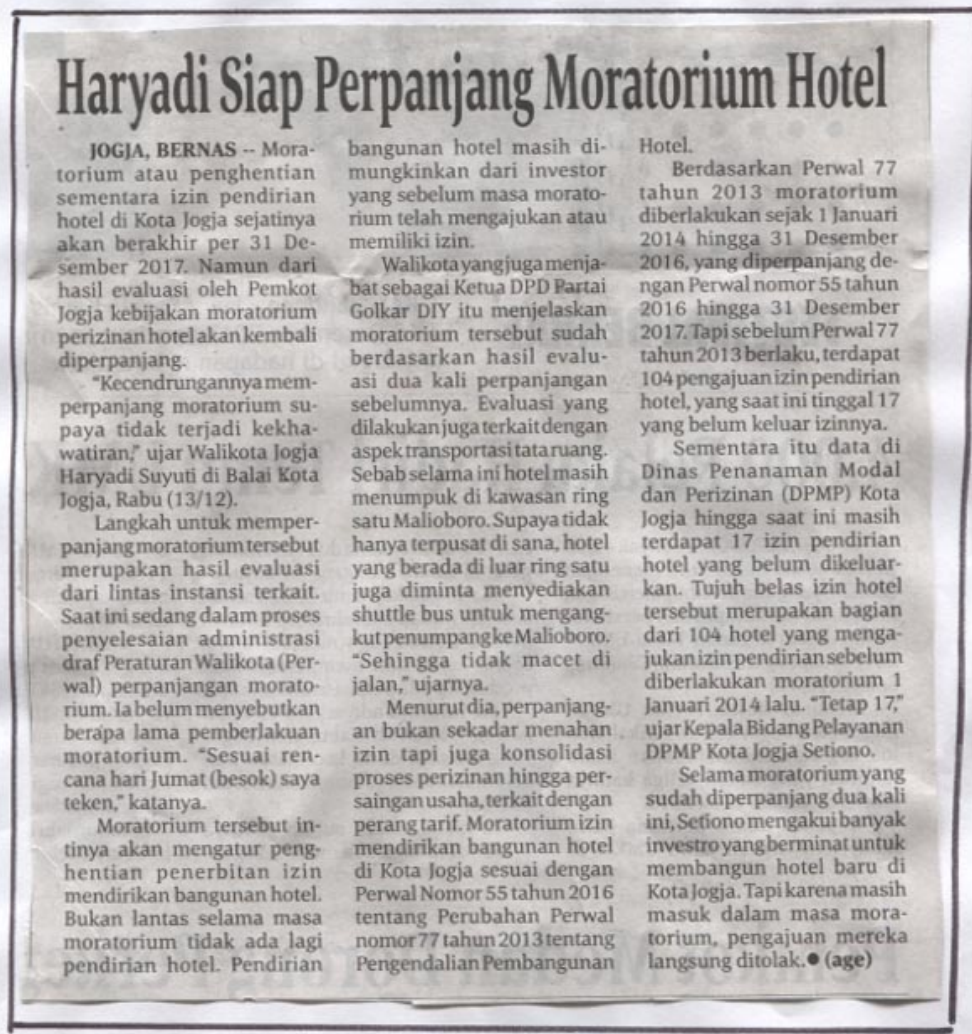 Haryadi Siap Perpanjang Moratorium Hotel
JOGJA, BERNAS -- Mora-
torium atau penghentian
sementara izin pendirian
hotel di Kota Jogja sejatinya
akan berakhir per 31 De-
sember 2017. Namun dari
hasil evaluasi oleh Pemkot
Jogja kebijakan moratorium
perizinan hotel akan kembali
diperpanjang.
“Kecendrungannya mem-
perpanjang moratorium su-
paya tidak terjadi kekha-
watiran,” ujar Walikota Jogja
Haryadi Suyuti di Balai Kota
Jogja, Rabu (13/12).
Langkah untuk memper-
panjang moratorium tersebut
merupakan hasil evaluasi
dari lintas instansi terkait.
Saat ini sedang dalam proses
penyelesaian administrasi
draf Peraturan Walikota (Per-
wal) perpanjangan morato-
rium. Ia belum menyebutkan
berapa lama pemberlakuan
moratorium. “Sesuai ren-
cana hari Jumat (besok) saya
teken,” katanya.
Moratorium tersebut in-
tinya akan mengatur peng-
hentian penerbitan izin
mendirikan bangunan hotel.
Bukan lantas selama masa
moratorium tidak ada lagi
pendirian hotel. Pendirian
bangunan hotel masih di-
mungkinkan dari investor
yang sebelum masa morato-
rium telah mengajukan atau
memiliki izin.
Walikota yang juga menja-
bat sebagai Ketua DPD Partai
Golkar DIY itu menjelaskan
moratorium tersebut sudah
berdasarkan hasil evalu-
asi dua kali perpanjangan
sebelumnya. Evaluasi yang
dilakukan juga terkait dengan
aspek transportasi tata ruang.
Sebab selama ini hotel masih
menumpuk di kawasan ring
satu Malioboro. Supaya tidak
hanya terpusat di sana, hotel
yang berada di luar ring satu
juga diminta menyediakan
shuttle bus untuk mengang-
kut penumpang ke Malioboro.
“Sehingga tidak macet di
jalan,” ujarnya.
Menurut dia, perpanjang-
an bukan sekadar menahan
izin tapi juga konsolidasi
proses perizinan hingga per-
saingan usaha, terkait dengan
perang tarif. Moratorium izin
mendirikan bangunan hotel
di Kota Jogja sesuai dengan
Perwal Nomor 55 tahun 2016
tentang Perubahan Perwal
nomor 77 tahun 2013 tentang
Pengendalian Pembangunan
Hotel.
Berdasarkan Perwal 77
tahun 2013 moratorium
diberlakukan sejak 1 Januari
2014 hingga 31 Desember
2016, yang diperpanjang de-
ngan Perwal nomor 55 tahun
2016 hingga 31 Desember
2017. Tapi sebelum Perwal 77
tahun 2013 berlaku, terdapat
104 pengajuan izin pendirian
hotel, yang saat ini tinggal 17
yang belum keluar izinnya.
Sementara itu data di
Dinas Penanaman Modal
dan Perizinan (DPMP) Kota
Jogja hingga saat ini masih
terdapat 17 izin pendirian
hotel yang belum dikeluar-
kan. Tujuh belas izin hotel
tersebut merupakan bagian
dari 104 hotel yang menga-
jukan izin pendirian sebelum
diberlakukan moratorium 1
Januari 2014 lalu. “Tetap 17,”
ujar Kepala Bidang Pelayanan
DPMP Kota Jogja Setiono.
Selama moratorium yang
sudah diperpanjang dua kali
ini, Setiono mengakui banyak
investro yang berminat untuk
membangun hotel baru di
Kota Jogja. Tapi karena masih
masuk dalam masa mora-
torium, pengajuan mereka
langsung ditolak.● (age)